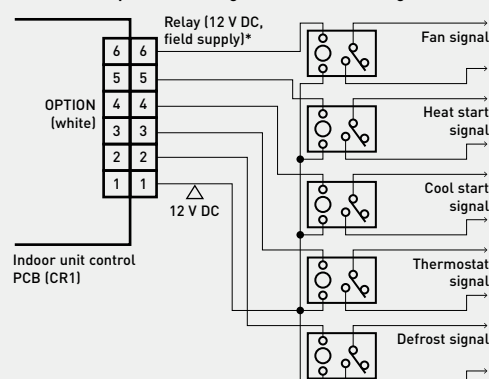 Relay (12 V DC,
field supply)*
Fan signal
6 6
5 5
OPTION
(white)
4 4
3 3
2 2
1 1
12 V DC
Heat start
signal
Cool start
signal
Indoor unit control
PCB (CR1)
Thermostat
signal
Defrost signal